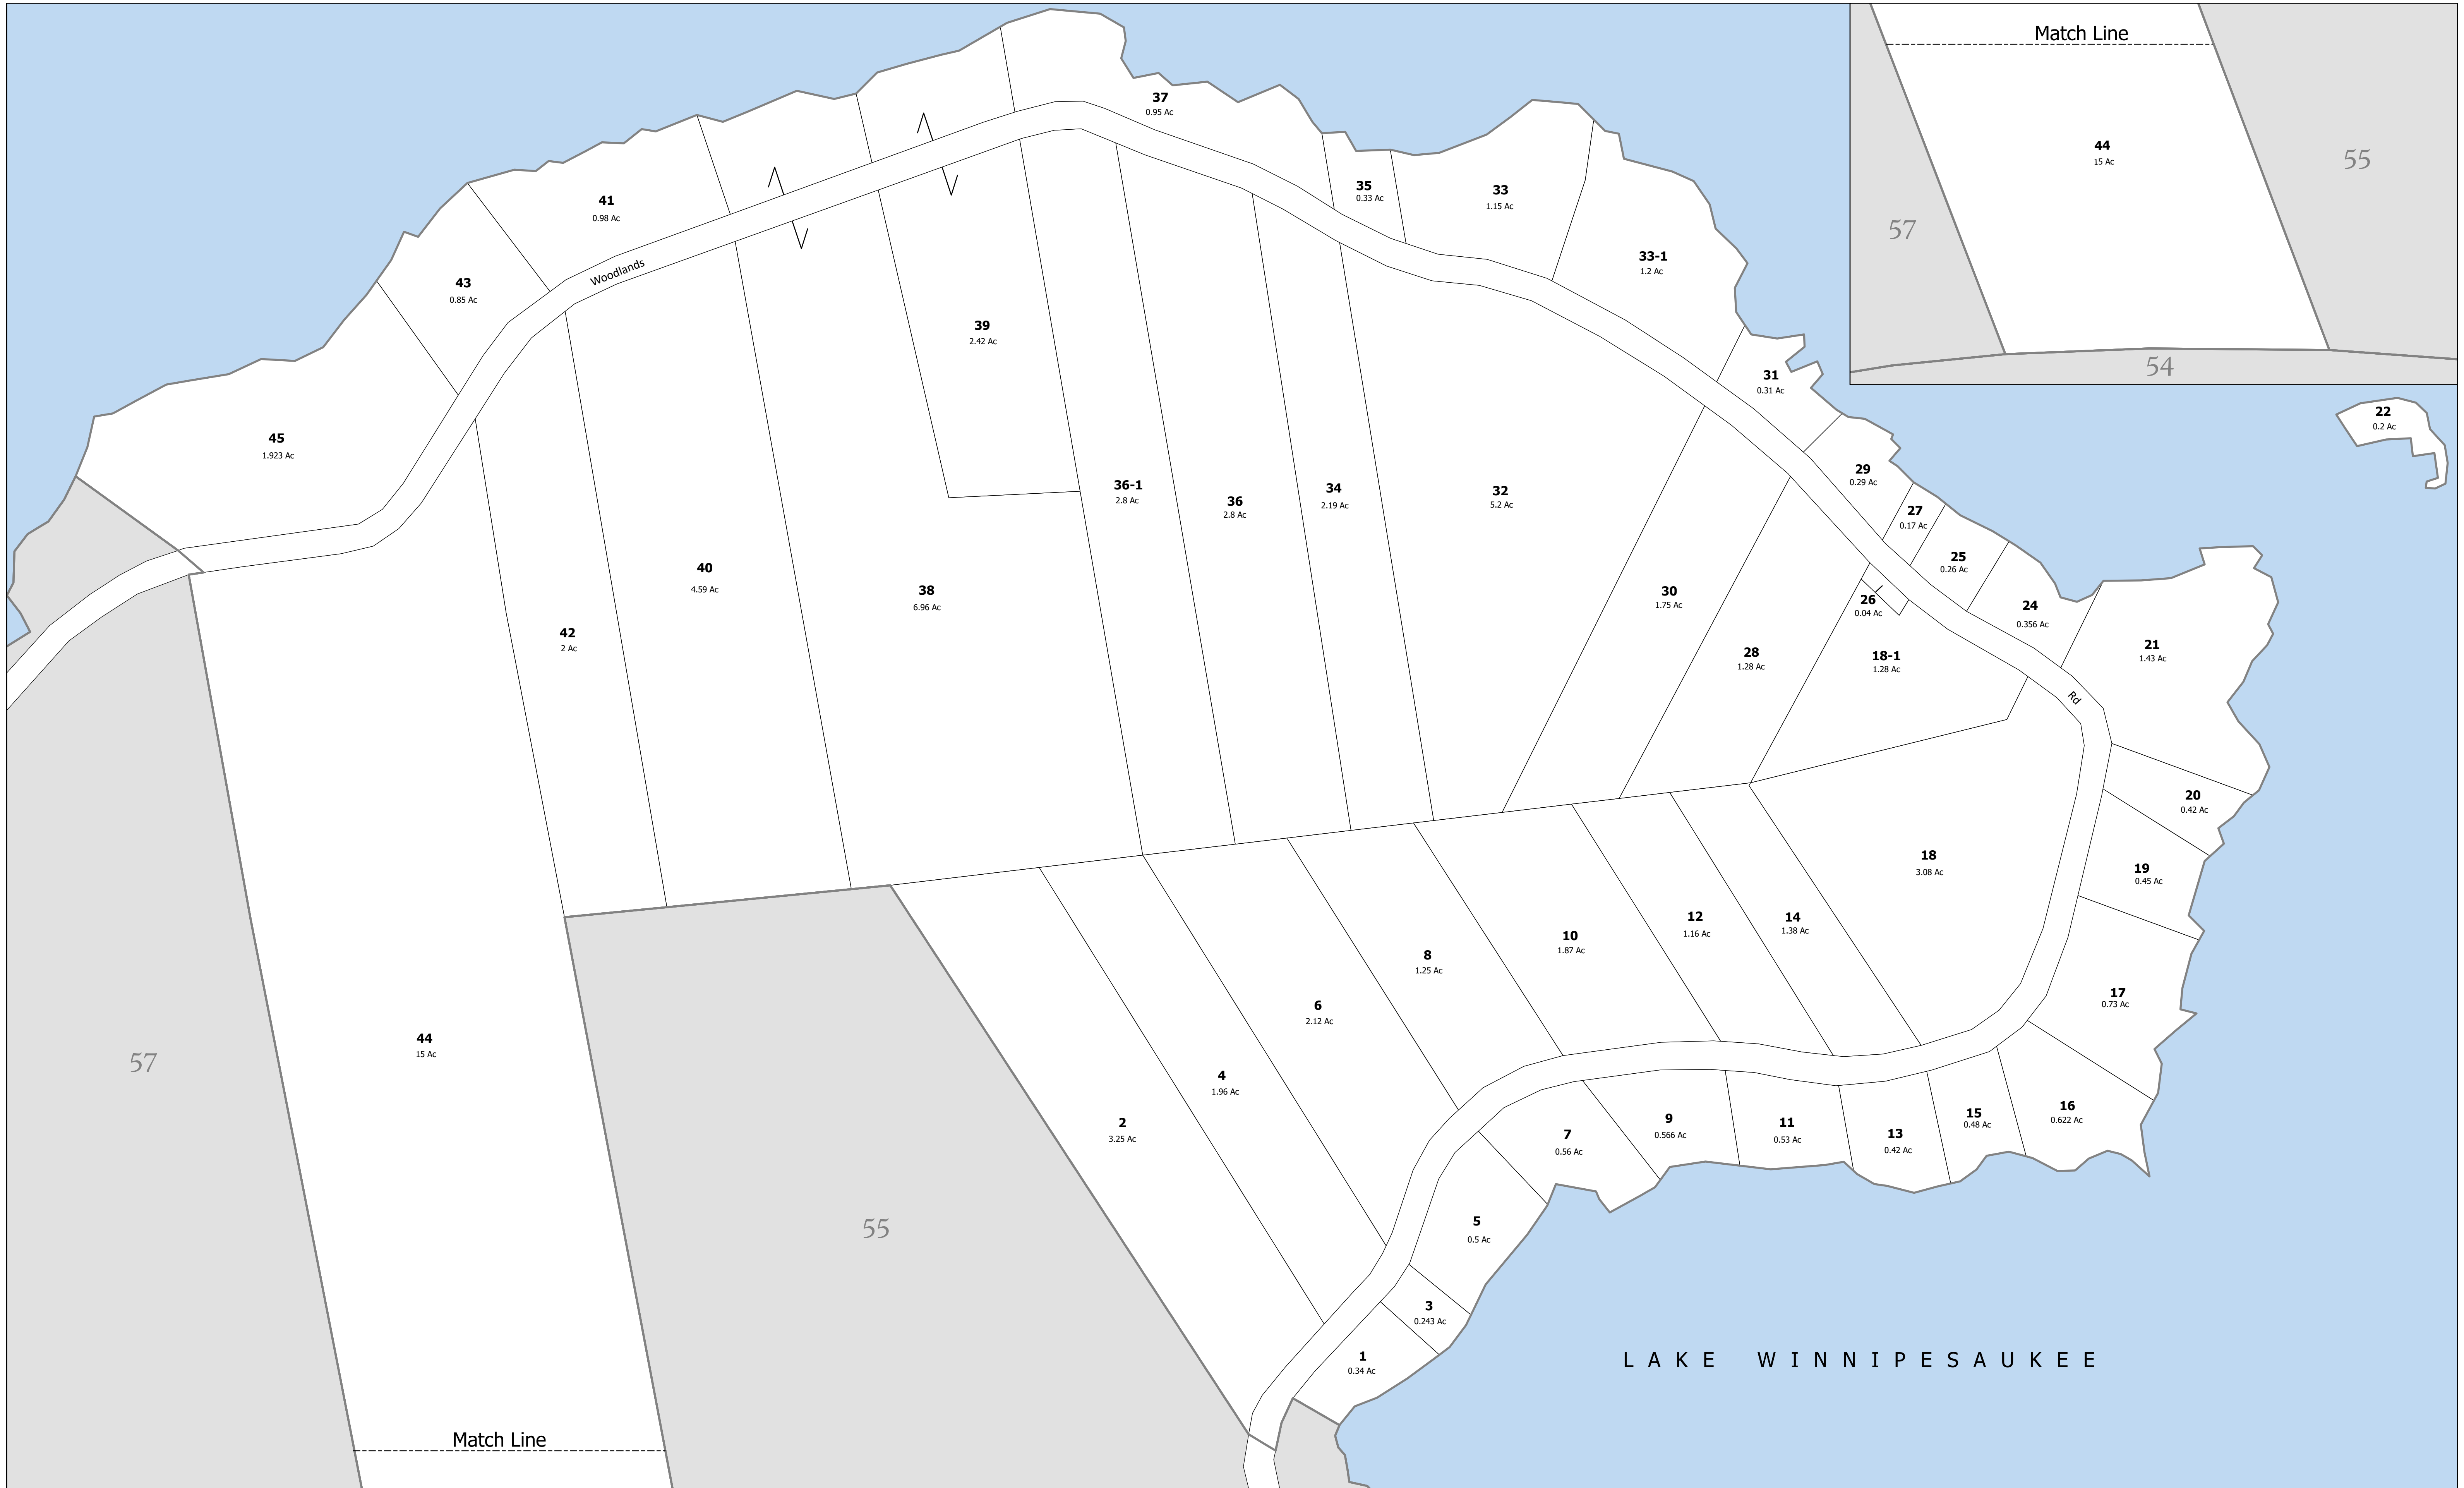 Match Line
44
15 Ac
55
57
54
37
0.95 Ac
35
0.33 Ac
33
1.15 Ac
41
0.98 Ac
33-1
1.2 Ac
Woodlands
43
0.85 Ac
39
2.42 Ac
31
0.31 Ac
22
0.2 Ac
45
1.923 Ac
29
0.29 Ac
36-1
2.8 Ac
36
2.8 Ac
34
2.19 Ac
32
5.2 Ac
27
0.17 Ac
25
0.26 Ac
40
4.59 Ac
38
6.96 Ac
30
1.75 Ac
26
0.04 Ac
24
0.356 Ac
42
2 Ac
28
1.28 Ac
18-1
1.28 Ac
21
1.43 Ac
Rd
20
0.42 Ac
18
3.08 Ac
19
0.45 Ac
12
1.16 Ac
14
1.38 Ac
10
1.87 Ac
8
1.25 Ac
17
0.73 Ac
6
2.12 Ac
44
15 Ac
57
4
1.96 Ac
2
3.25 Ac
16
0.622 Ac
15
0.48 Ac
9
0.566 Ac
11
0.53 Ac
13
0.42 Ac
7
0.56 Ac
55
5
0.5 Ac
3
0.243 Ac
1
0.34 Ac
LAKE WINNIPESAUKEE
Match Line